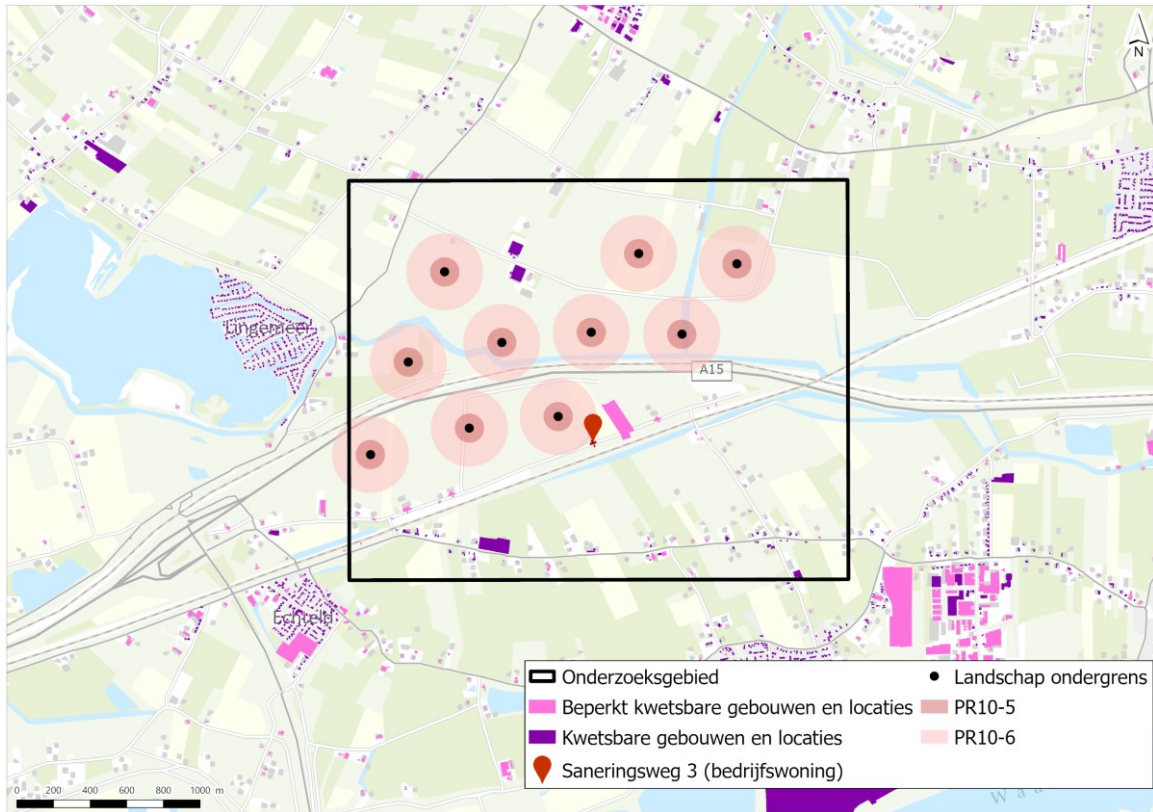 N
Lingemeer
A15
Echteld
Onderzoeksgebied
Beperkt kwetsbare gebouwen en locaties
Kwetsbare gebouwen en locaties
Saneringsweg 3 (bedrijfswoning)
Landschap ondergrens
PR10-5
PR10-6
0 200 400 600 800 1000 m
W a a